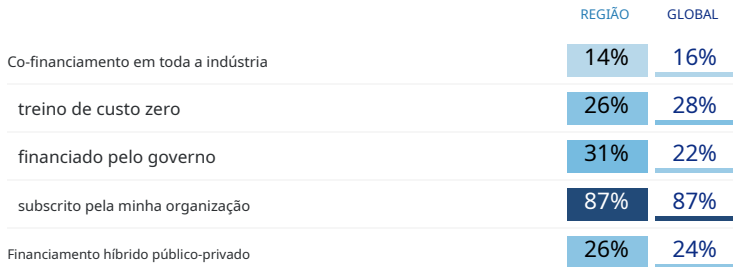 REGIÃO GLOBAL
Co-financiamento em toda a indústria 14% 16%
treino de custo zero 26% 28%
financiado pelo governo 31% 22%
subscrito pela minha organização 87% 87%
Financiamento híbrido público-privado 26% 24%